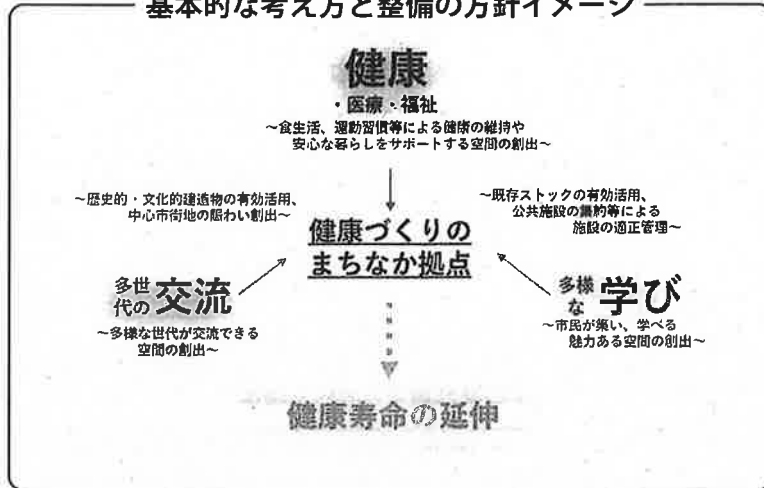 基本的な考え方と整備の方針イメージ
健康
・医療・福祉
～食生活、運動習慣等による健康の維持や
安心な暮らしをサポートする空間の創出～
～歴史的・文化的建造物の有効活用、
中心市街地の賑わい創出～
～既存ストックの有効活用、
公共施設の集約等による
施設の適正管理～
健康づくりの
まちなか拠点
多世代の交流
～多様な世代が交流できる
空間の創出～
多様な学び
～市民が集い、学べる
魅力ある空間の創出～
健康寿命の延伸